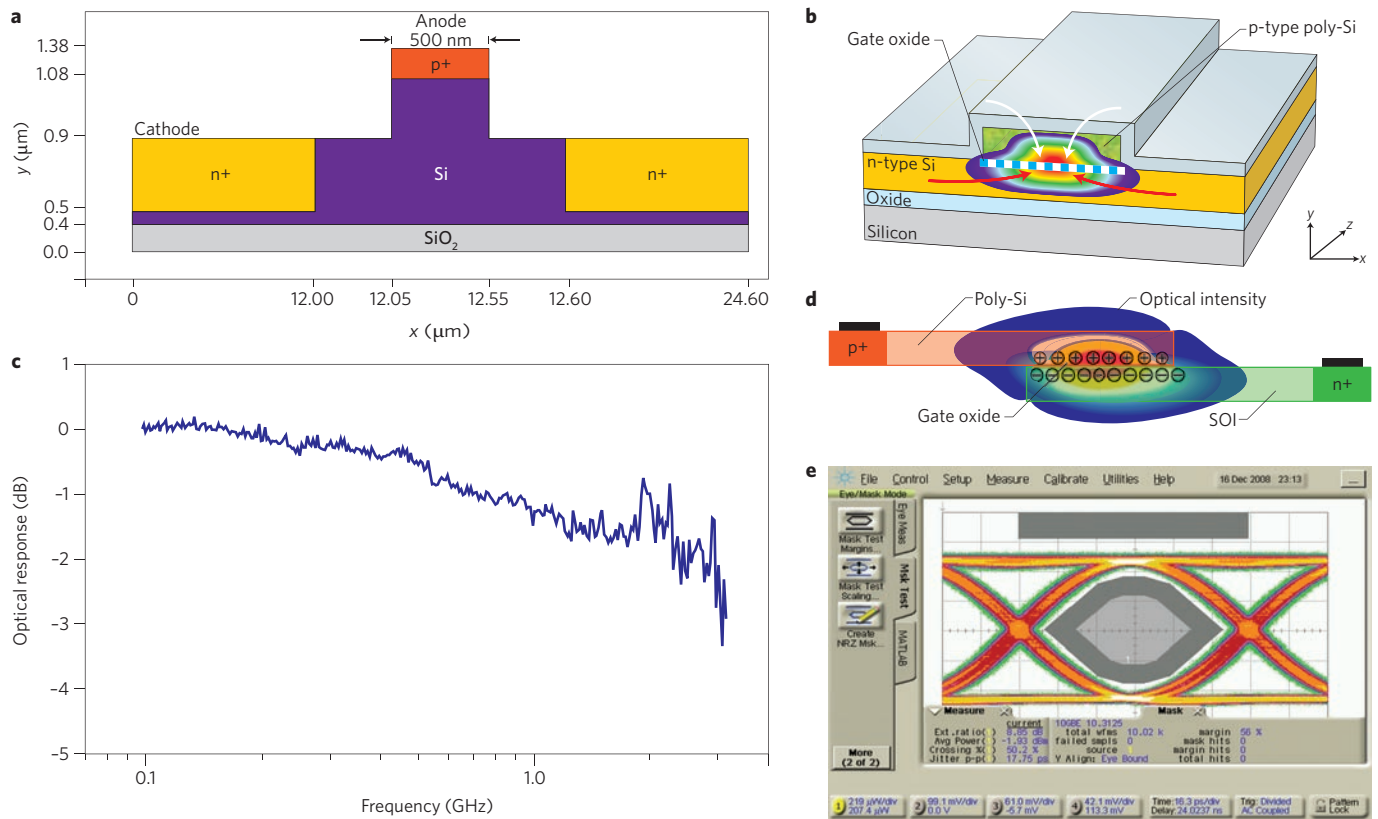 a
Anode
500 nm
p+
1.38
1.08
0.9
0.5
0.4
0.0
y (μm)
Cathode
n+
Si
n+
SiO2
0
12.00
12.05
12.55
12.60
24.60
x (μm)
b
Gate oxide
p-type poly-Si
n-type Si
Oxide
Silicon
y
z
x
c
1
0
–1
–2
–3
–4
–5
Optical response (dB)
0.1
1.0
Frequency (GHz)
d
Poly-Si
Optical intensity
p+
n+
Gate oxide
SOI
e
File Control Setup Measure Calibrate Utilities Help
16 Dec 2008 23:13
Eye/Mask Mode
Mask Test
Margins...
Mask Test
Scaling...
Create
NRZ Msk...
Eye Meas
Msk Test
MATLAB
More
(2 of 2)
Measure
Mask
current
10GBE 10.3125
Ext.ratio( ) 8.85 dB
total wfms 10.02 k
margin 56 %
Avg Power( ) -1.93 dBm
failed smpls 0
mask hits 0
Crossing %( ) 50.2 %
source 1
margin hits 0
Jitter p-p( ) 17.75 ps
Y Align: Eye Bound
total hits 0
1 219 μW/div
207.4 μW
2 99.1 mV/div
0.0 V
3 61.0 mV/div
-5.7 mV
4 42.1 mV/div
113.3 mV
Time:16.3 ps/div
Delay:24.0237 ns
Trig: Divided
AC Coupled
Pattern
Lock